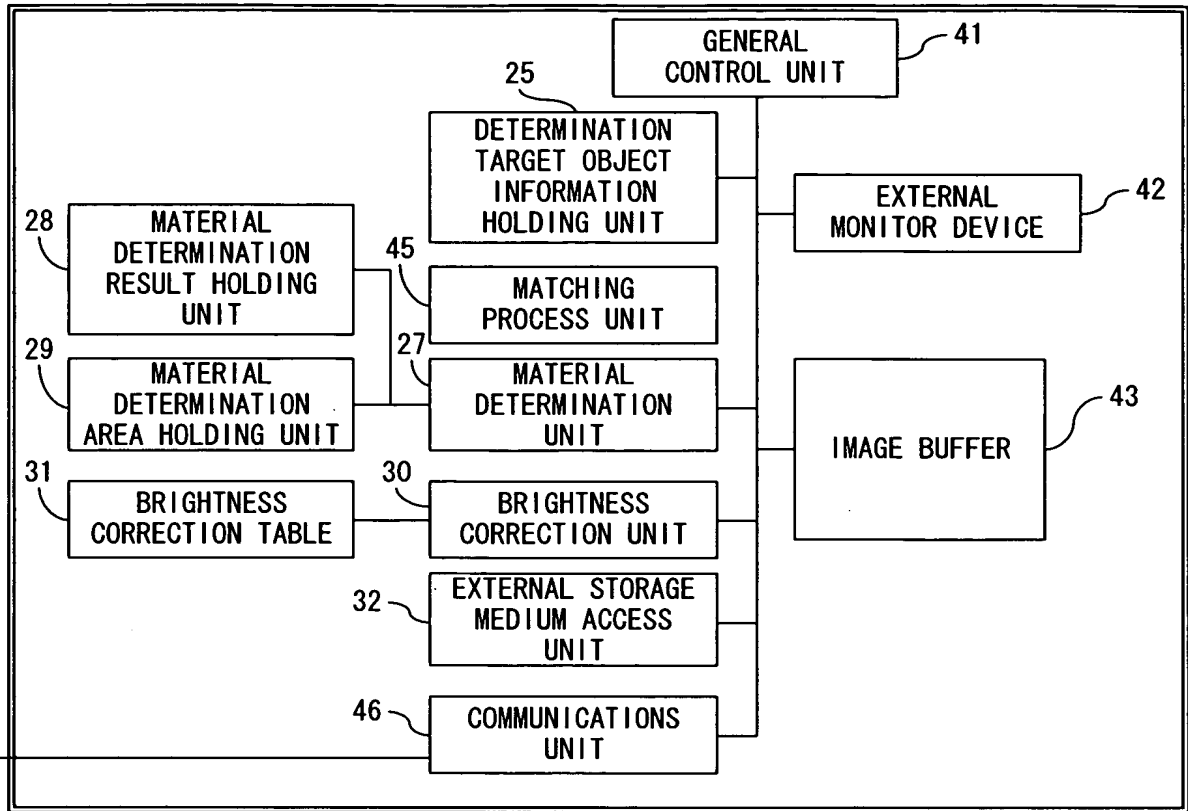 GENERAL
CONTROL UNIT
41
25
DETERMINATION
TARGET OBJECT
INFORMATION
HOLDING UNIT
EXTERNAL
MONITOR DEVICE
42
28
MATERIAL
DETERMINATION
RESULT HOLDING
UNIT
45
MATCHING
PROCESS UNIT
29
MATERIAL
DETERMINATION
AREA HOLDING UNIT
27
MATERIAL
DETERMINATION
UNIT
IMAGE BUFFER
43
31
BRIGHTNESS
CORRECTION TABLE
30
BRIGHTNESS
CORRECTION UNIT
32
EXTERNAL STORAGE
MEDIUM ACCESS
UNIT
46
COMMUNICATIONS
UNIT